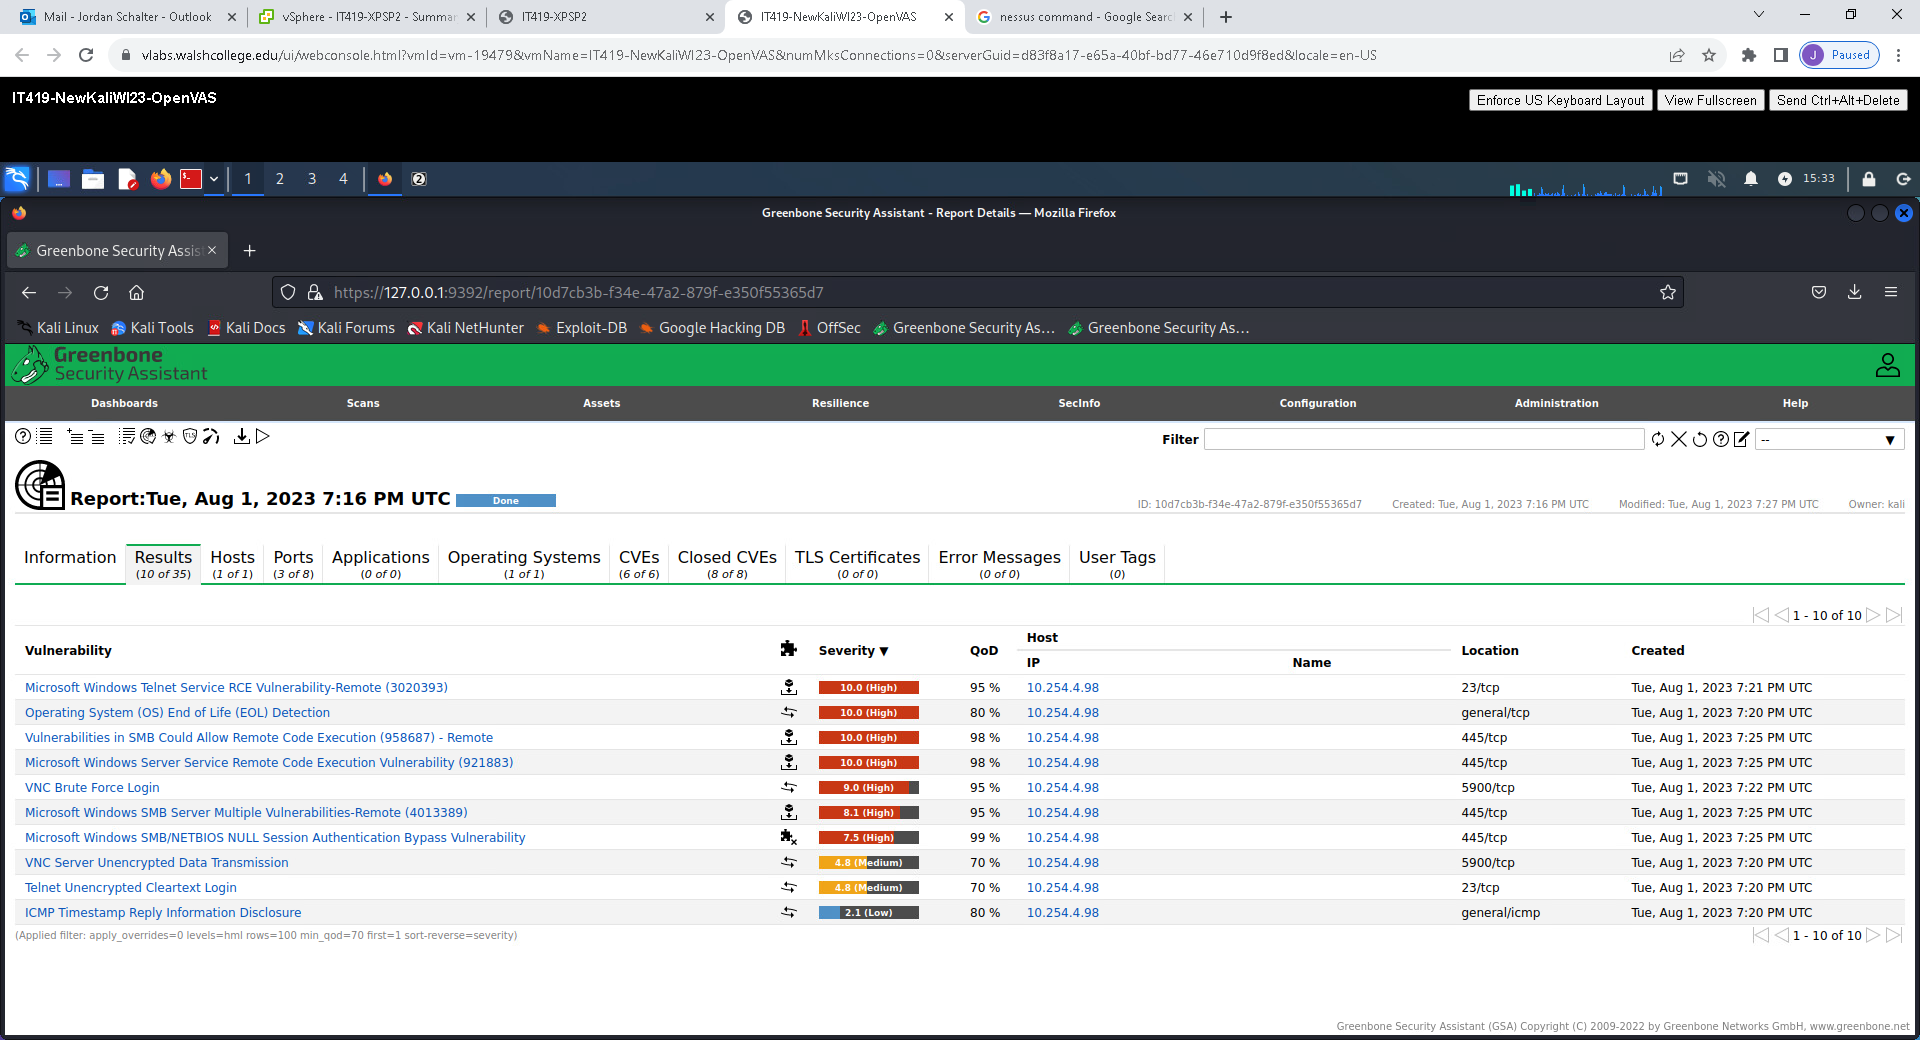 Mail - Jordan Schalter - Outlook
vSphere - IT419-XPSP2 - Summar
IT419-XPSP2
IT419-NewKaliWI23-OpenVAS
nessus command - Google Searc
vlabs.walshcollege.edu/ui/webconsole.html?vmId=vm-19479&vmName=IT419-NewKaliWI23-OpenVAS&numMksConnections=0&serverGuid=d83f8a17-e65a-40bf-bd77-46e710d9f8ed&locale=en-US
J Paused
IT419-NewKaliWI23-OpenVAS
Enforce US Keyboard Layout View Fullscreen Send Ctrl+Alt+Delete
1 2 3 4 2 15:33
Greenbone Security Assistant - Report Details — Mozilla Firefox
Greenbone Security Assis
https://127.0.0.1:9392/report/10d7cb3b-f34e-47a2-879f-e350f55365d7
Kali Linux Kali Tools Kali Docs Kali Forums Kali NetHunter Exploit-DB Google Hacking DB OffSec Greenbone Security As… Greenbone Security As…
Greenbone
Security Assistant
Dashboards Scans Assets Resilience SecInfo Configuration Administration Help
Filter --
Report:Tue, Aug 1, 2023 7:16 PM UTC Done
ID: 10d7cb3b-f34e-47a2-879f-e350f55365d7 Created: Tue, Aug 1, 2023 7:16 PM UTC Modified: Tue, Aug 1, 2023 7:27 PM UTC Owner: kali
Information Results Hosts Ports Applications Operating Systems CVEs Closed CVEs TLS Certificates Error Messages User Tags
(10 of 35) (1 of 1) (3 of 8) (0 of 0) (1 of 1) (6 of 6) (8 of 8) (0 of 0) (0 of 0) (0)
1 - 10 of 10
Host
Vulnerability Severity ▼ QoD Location Created
IP Name
Microsoft Windows Telnet Service RCE Vulnerability-Remote (3020393) 10.0 (High) 95 % 10.254.4.98 23/tcp Tue, Aug 1, 2023 7:21 PM UTC
Operating System (OS) End of Life (EOL) Detection 10.0 (High) 80 % 10.254.4.98 general/tcp Tue, Aug 1, 2023 7:20 PM UTC
Vulnerabilities in SMB Could Allow Remote Code Execution (958687) - Remote 10.0 (High) 98 % 10.254.4.98 445/tcp Tue, Aug 1, 2023 7:25 PM UTC
Microsoft Windows Server Service Remote Code Execution Vulnerability (921883) 10.0 (High) 98 % 10.254.4.98 445/tcp Tue, Aug 1, 2023 7:25 PM UTC
VNC Brute Force Login 9.0 (High) 95 % 10.254.4.98 5900/tcp Tue, Aug 1, 2023 7:22 PM UTC
Microsoft Windows SMB Server Multiple Vulnerabilities-Remote (4013389) 8.1 (High) 95 % 10.254.4.98 445/tcp Tue, Aug 1, 2023 7:25 PM UTC
Microsoft Windows SMB/NETBIOS NULL Session Authentication Bypass Vulnerability 7.5 (High) 99 % 10.254.4.98 445/tcp Tue, Aug 1, 2023 7:25 PM UTC
VNC Server Unencrypted Data Transmission 4.8 (Medium) 70 % 10.254.4.98 5900/tcp Tue, Aug 1, 2023 7:20 PM UTC
Telnet Unencrypted Cleartext Login 4.8 (Medium) 70 % 10.254.4.98 23/tcp Tue, Aug 1, 2023 7:20 PM UTC
ICMP Timestamp Reply Information Disclosure 2.1 (Low) 80 % 10.254.4.98 general/icmp Tue, Aug 1, 2023 7:20 PM UTC
(Applied filter: apply_overrides=0 levels=hml rows=100 min_qod=70 first=1 sort-reverse=severity) 1 - 10 of 10
Greenbone Security Assistant (GSA) Copyright (C) 2009-2022 by Greenbone Networks GmbH, www.greenbone.net